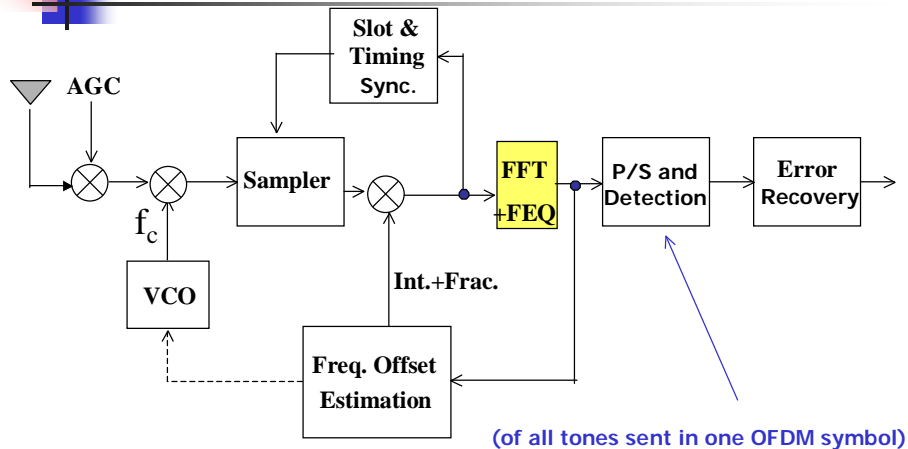 Slot &
Timing
Sync.
AGC
Sampler
FFT
+FEQ
P/S and
Detection
Error
Recovery
fc
VCO
Int.+Frac.
Freq. Offset
Estimation
(of all tones sent in one OFDM symbol)